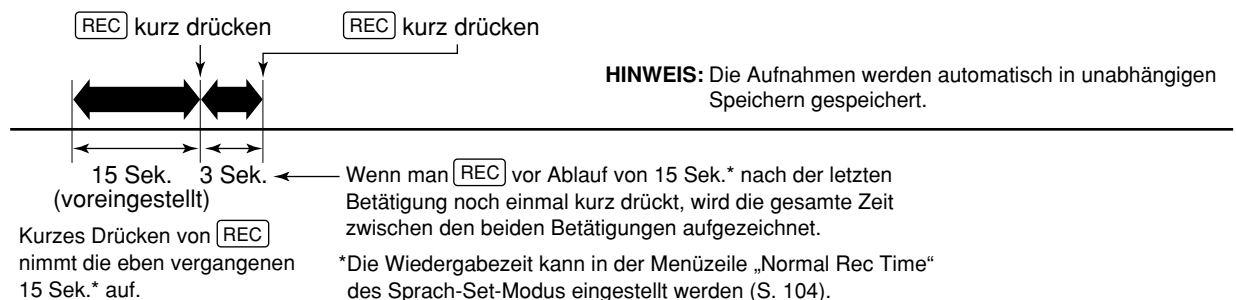 REC kurz drücken
REC kurz drücken
HINWEIS: Die Aufnahmen werden automatisch in unabhängigen
Speichern gespeichert.
15 Sek.
(voreingestellt)
3 Sek.
Kurzes Drücken von REC
nimmt die eben vergangenen
15 Sek.* auf.
Wenn man REC vor Ablauf von 15 Sek.* nach der letzten
Betätigung noch einmal kurz drückt, wird die gesamte Zeit
zwischen den beiden Betätigungen aufgezeichnet.
*Die Wiedergabezeit kann in der Menüzeile „Normal Rec Time“
des Sprach-Set-Modus eingestellt werden (S. 104).